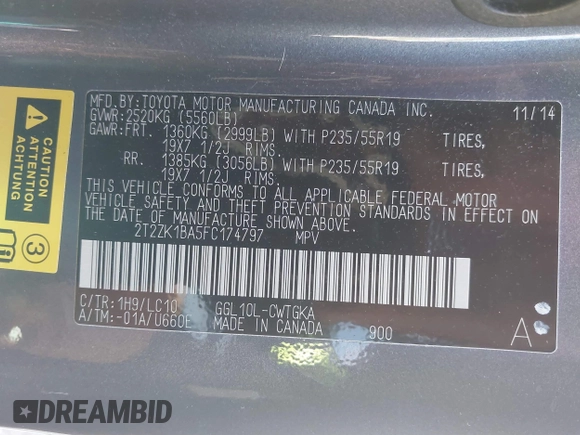 MFD.BY:TOYOTA MOTOR MANUFACTURING CANADA INC. 11/14
GVWR:2520KG (5560LB)
GAWR:FRT. 1360KG (2999LB) WITH P235/55R19 TIRES,
19X7 1/2J RIMS.
RR. 1385KG (3056LB) WITH P235/55R19 TIRES,
19X7 1/2J RIMS.
THIS VEHICLE CONFORMS TO ALL APPLICABLE FEDERAL MOTOR
VEHICLE SAFETY AND THEFT PREVENTION STANDARDS IN EFFECT ON
THE DATE OF MANUFACTURE SHOWN ABOVE.
2T2ZK1BA5FC174797 MPV
C/TR:1H9/LC10 GGL10L-CWTGKA
A/TM:-01A/U660E MADE IN CANADA 900 A
CAUTION
ATTENTION
3
DREAMBID